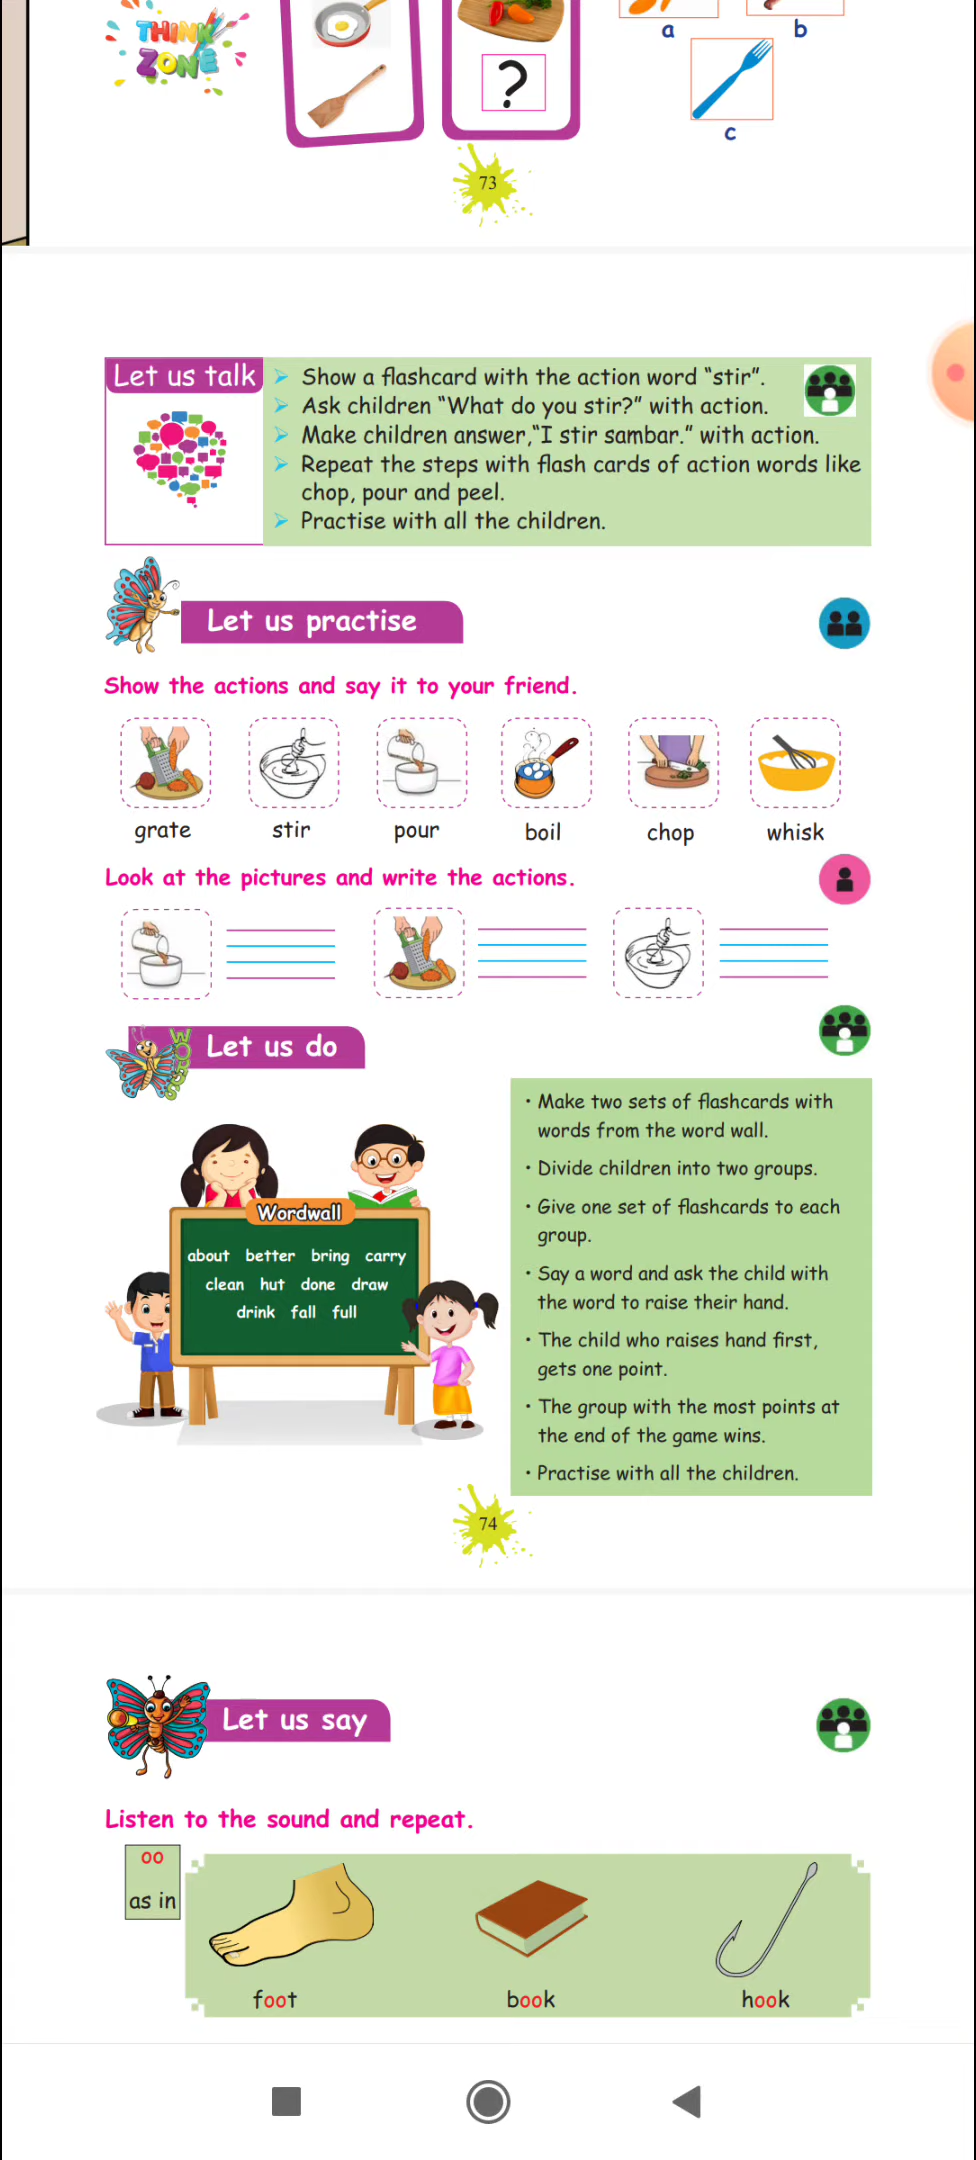 THINK
ZONE
?
a
b
c
73
Let us talk
➢ Show a flashcard with the action word “stir”.
➢ Ask children “What do you stir?” with action.
➢ Make children answer,“I stir sambar.” with action.
➢ Repeat the steps with flash cards of action words like
chop, pour and peel.
➢ Practise with all the children.
Let us practise
Show the actions and say it to your friend.
grate stir pour boil chop whisk
Look at the pictures and write the actions.
WORDS
Let us do
Wordwall
about better bring carry
clean hut done draw
drink fall full
• Make two sets of flashcards with
words from the word wall.
• Divide children into two groups.
• Give one set of flashcards to each
group.
• Say a word and ask the child with
the word to raise their hand.
• The child who raises hand first,
gets one point.
• The group with the most points at
the end of the game wins.
• Practise with all the children.
74
Let us say
Listen to the sound and repeat.
oo
as in
foot book hook